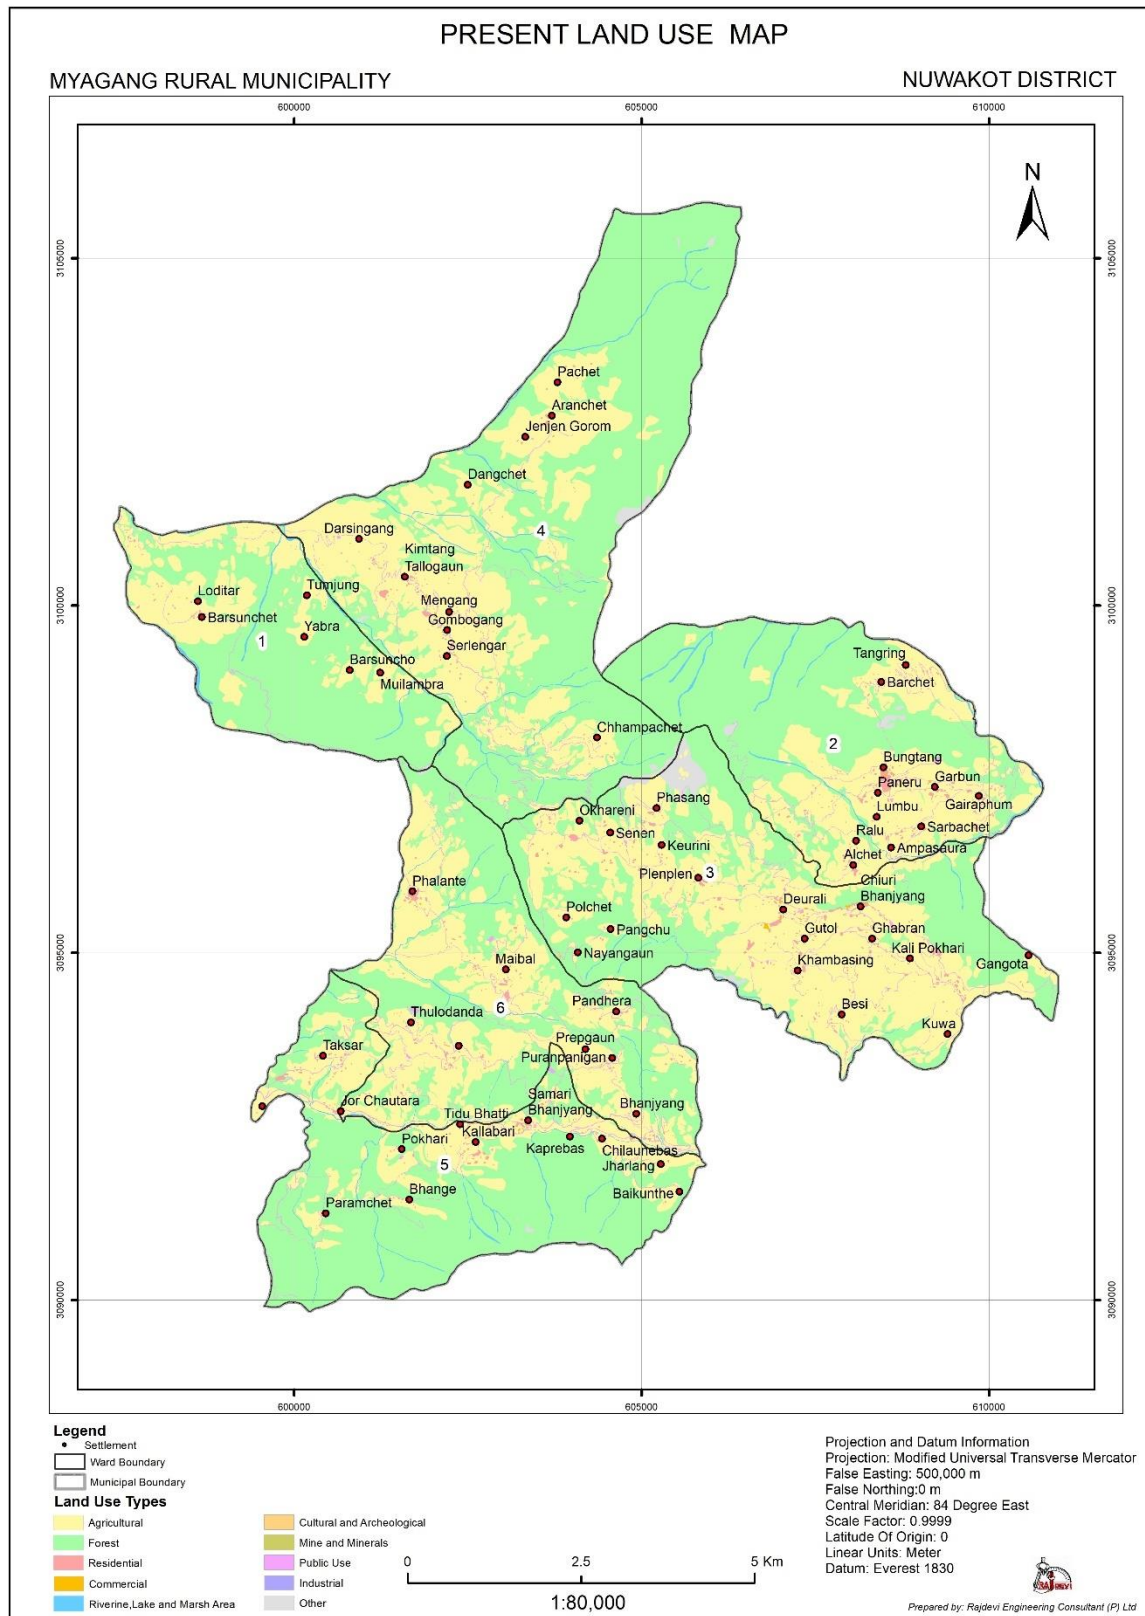 PRESENT LAND USE MAP
MYAGANG RURAL MUNICIPALITY
NUWAKOT DISTRICT
600000
605000
610000
N
3105000
3105000
Pachet
Aranchet
Jenjen Gorom
Dangchet
4
Darsingang
Kimtang
Tallogaun
Loditar
Tumjung
3100000
3100000
Mengang
Barsunchet
Gombogang
Yabra
1
Serlengar
Barsuncho
Muilambra
Tangring
Barchet
Chhampachet
2
Bungtang
Paneru
Garbun
Gairaphum
Phasang
Lumbu
Okhareni
Senen
Sarbachet
Ralu
Keurini
Ampasaura
Alchet
Plenplen
3
Chiuri
Bhanjyang
Phalante
Deurali
Polchet
Pangchu
Gutol
Ghabran
Nayangaun
Kali Pokhari
3095000
3095000
Maibal
Khambasing
Gangota
6
Pandhera
Thulodanda
Besi
Kuwa
Prepgaun
Taksar
Puranpanigan
Jor Chautara
Samari
Bhanjyang
Bhanjyang
Tidu Bhatti
Kallabari
Pokhari
Kaprebas
Chilaunebas
5
Jharlang
Bhange
Baikunthe
Paramchet
3090000
3090000
600000
605000
610000
Legend
Settlement
Ward Boundary
Municipal Boundary
Land Use Types
Agricultural
Forest
Residential
Commercial
Riverine,Lake and Marsh Area
Cultural and Archeological
Mine and Minerals
Public Use
Industrial
Other
0 2.5 5 Km
1:80,000
Projection and Datum Information
Projection: Modified Universal Transverse Mercator
False Easting: 500,000 m
False Northing:0 m
Central Meridian: 84 Degree East
Scale Factor: 0.9999
Latitude Of Origin: 0
Linear Units: Meter
Datum: Everest 1830
Prepared by: Rajdevi Engineering Consultant (P) Ltd